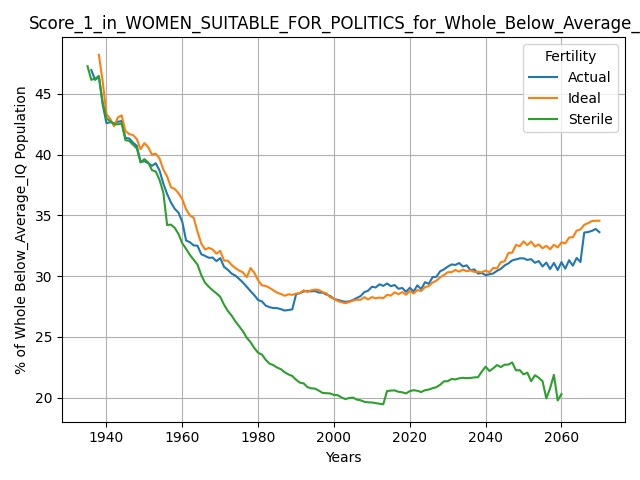 Score_1_in_WOMEN_SUITABLE_FOR_POLITICS_for_Whole_Below_Average_
Fertility
Actual
Ideal
Sterile
% of Whole Below_Average_IQ Population
45
40
35
30
25
20
1940 1960 1980 2000 2020 2040 2060
Years